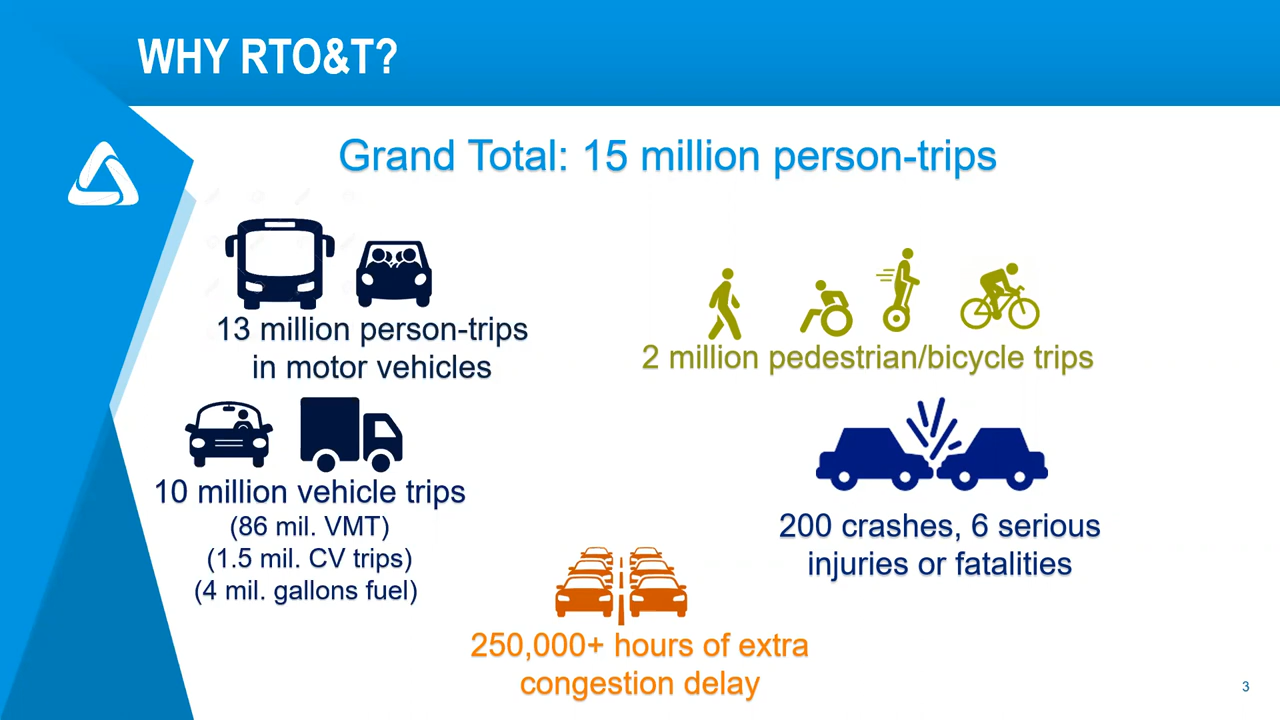 WHY RTO&T?
Grand Total: 15 million person-trips
13 million person-trips
in motor vehicles
2 million pedestrian/bicycle trips
10 million vehicle trips
(86 mil. VMT)
(1.5 mil. CV trips)
(4 mil. gallons fuel)
200 crashes, 6 serious
injuries or fatalities
250,000+ hours of extra
congestion delay
3